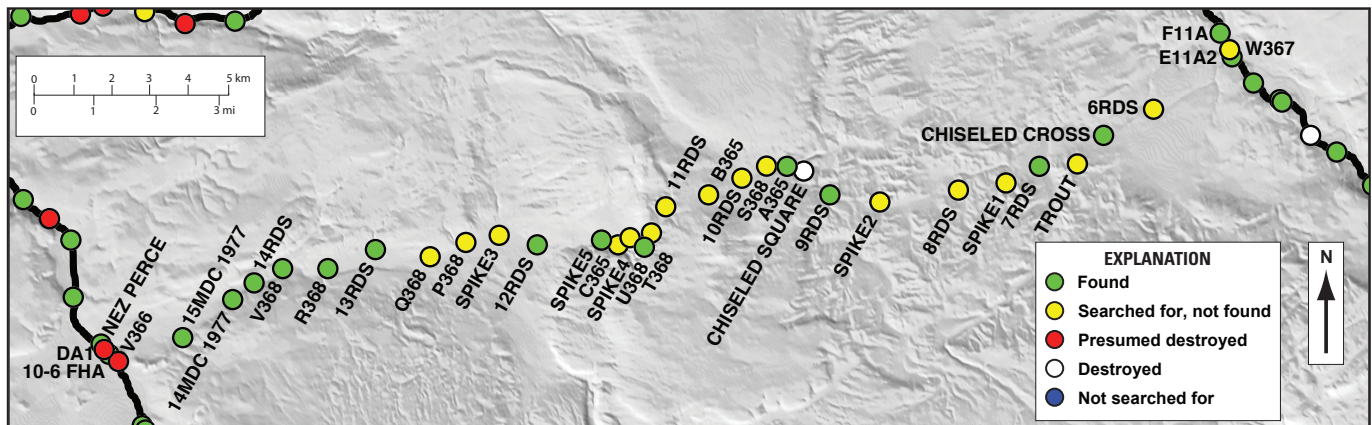 0 1 2 3 4 5 km
0 1 2 3 mi
F11A
W367
E11A2
6RDS
CHISELED CROSS
TROUT
7RDS
SPIKE1
8RDS
SPIKE2
9RDS
CHISELED SQUARE
A365
S368
10RDS
B365
11RDS
T368
U368
SPIKE4
C365
SPIKE5
12RDS
SPIKE3
P368
Q368
13RDS
R368
V368
14RDS
14MDC 1977
15MDC 1977
NEZ PERCE
V366
DA1
10-6 FHA
EXPLANATION
Found
Searched for, not found
Presumed destroyed
Destroyed
Not searched for
N